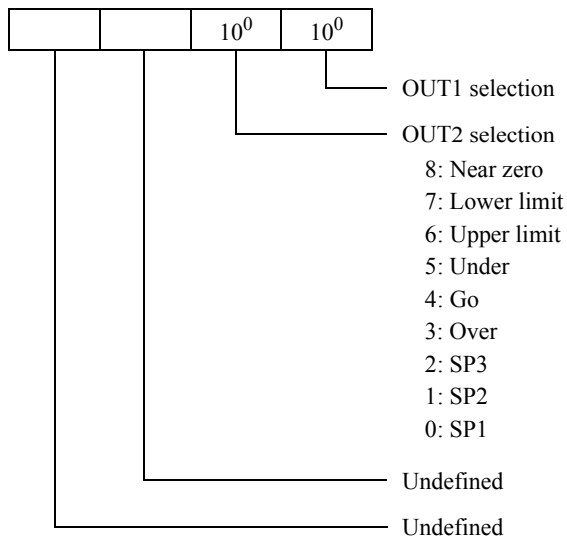 10⁰ 10⁰
OUT1 selection
OUT2 selection
8: Near zero
7: Lower limit
6: Upper limit
5: Under
4: Go
3: Over
2: SP3
1: SP2
0: SP1
Undefined
Undefined